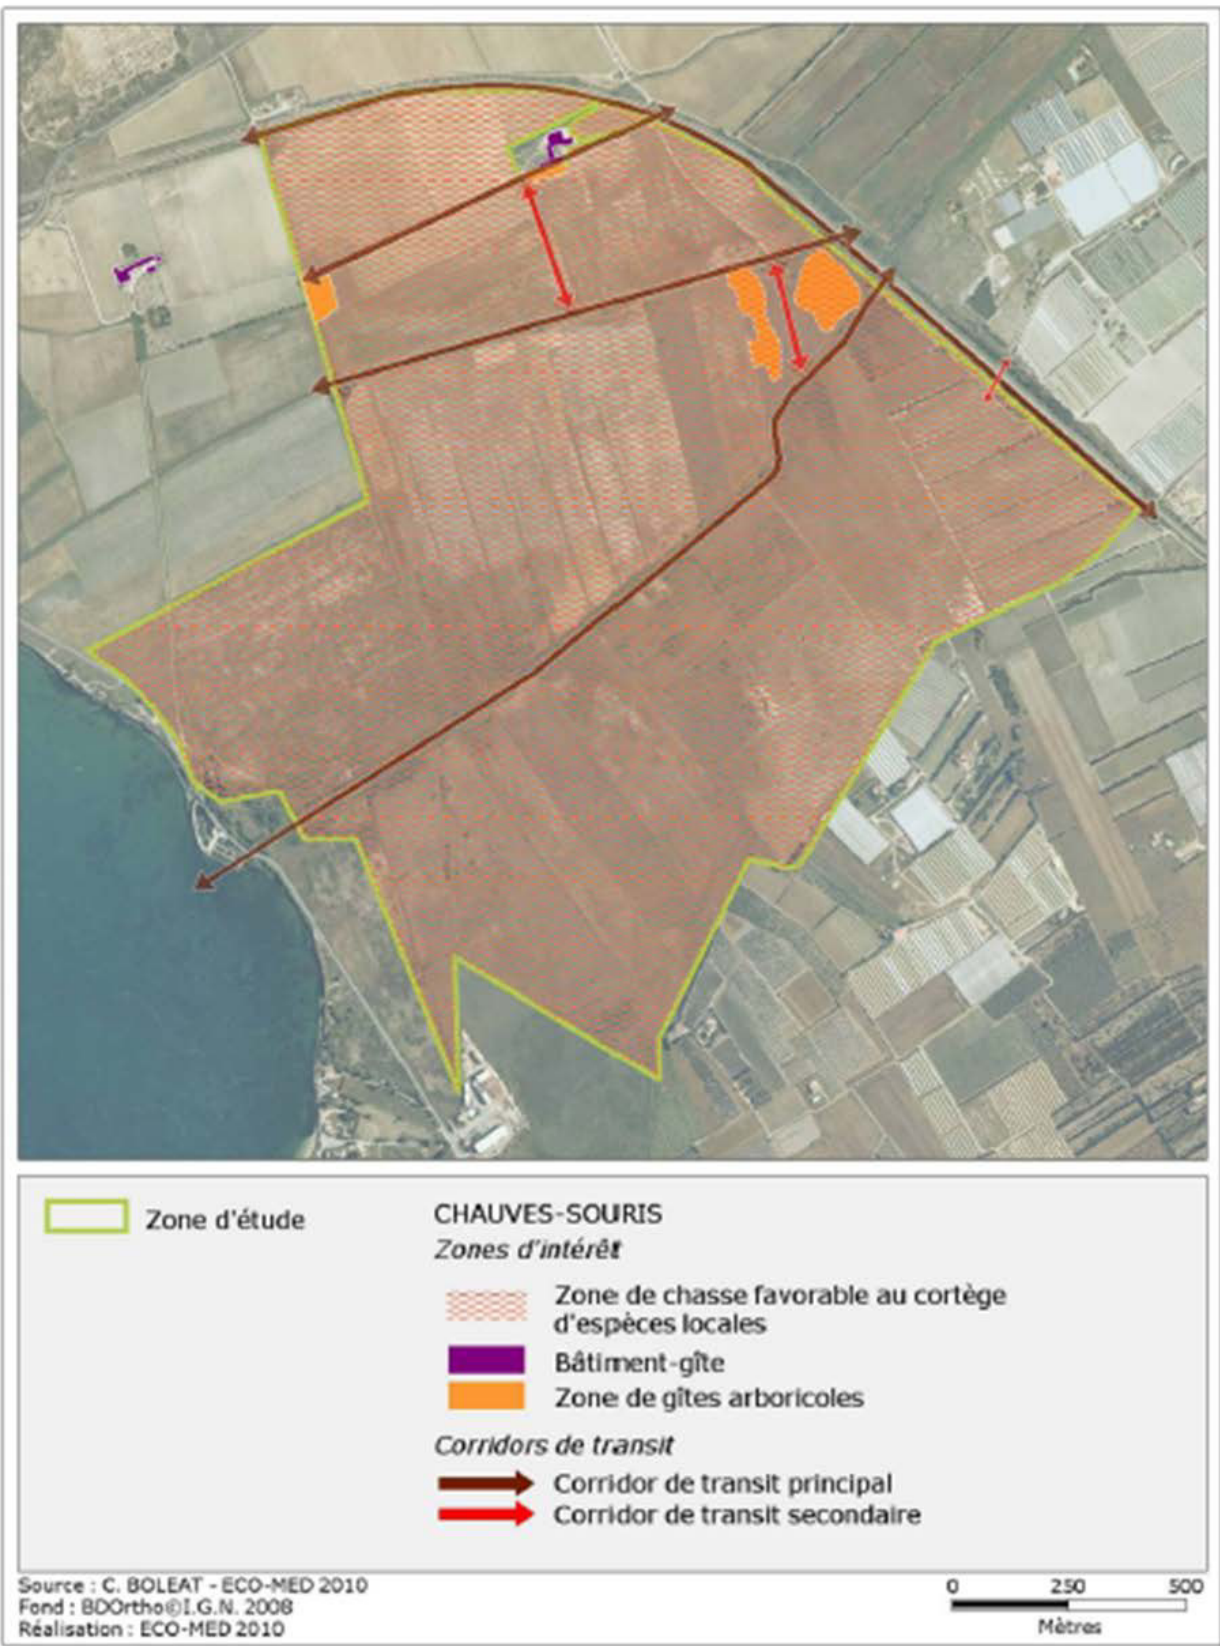 Zone d'étude
CHAUVES-SOURIS
Zones d'intérêt
Zone de chasse favorable au cortège
d'espèces locales
Bâtiment-gîte
Zone de gîtes arboricoles
Corridors de transit
Corridor de transit principal
Corridor de transit secondaire
Source : C. BOLEAT - ECO-MED 2010
Fond : BDOrtho©I.G.N. 2008
Réalisation : ECO-MED 2010
0 250 500
Mètres